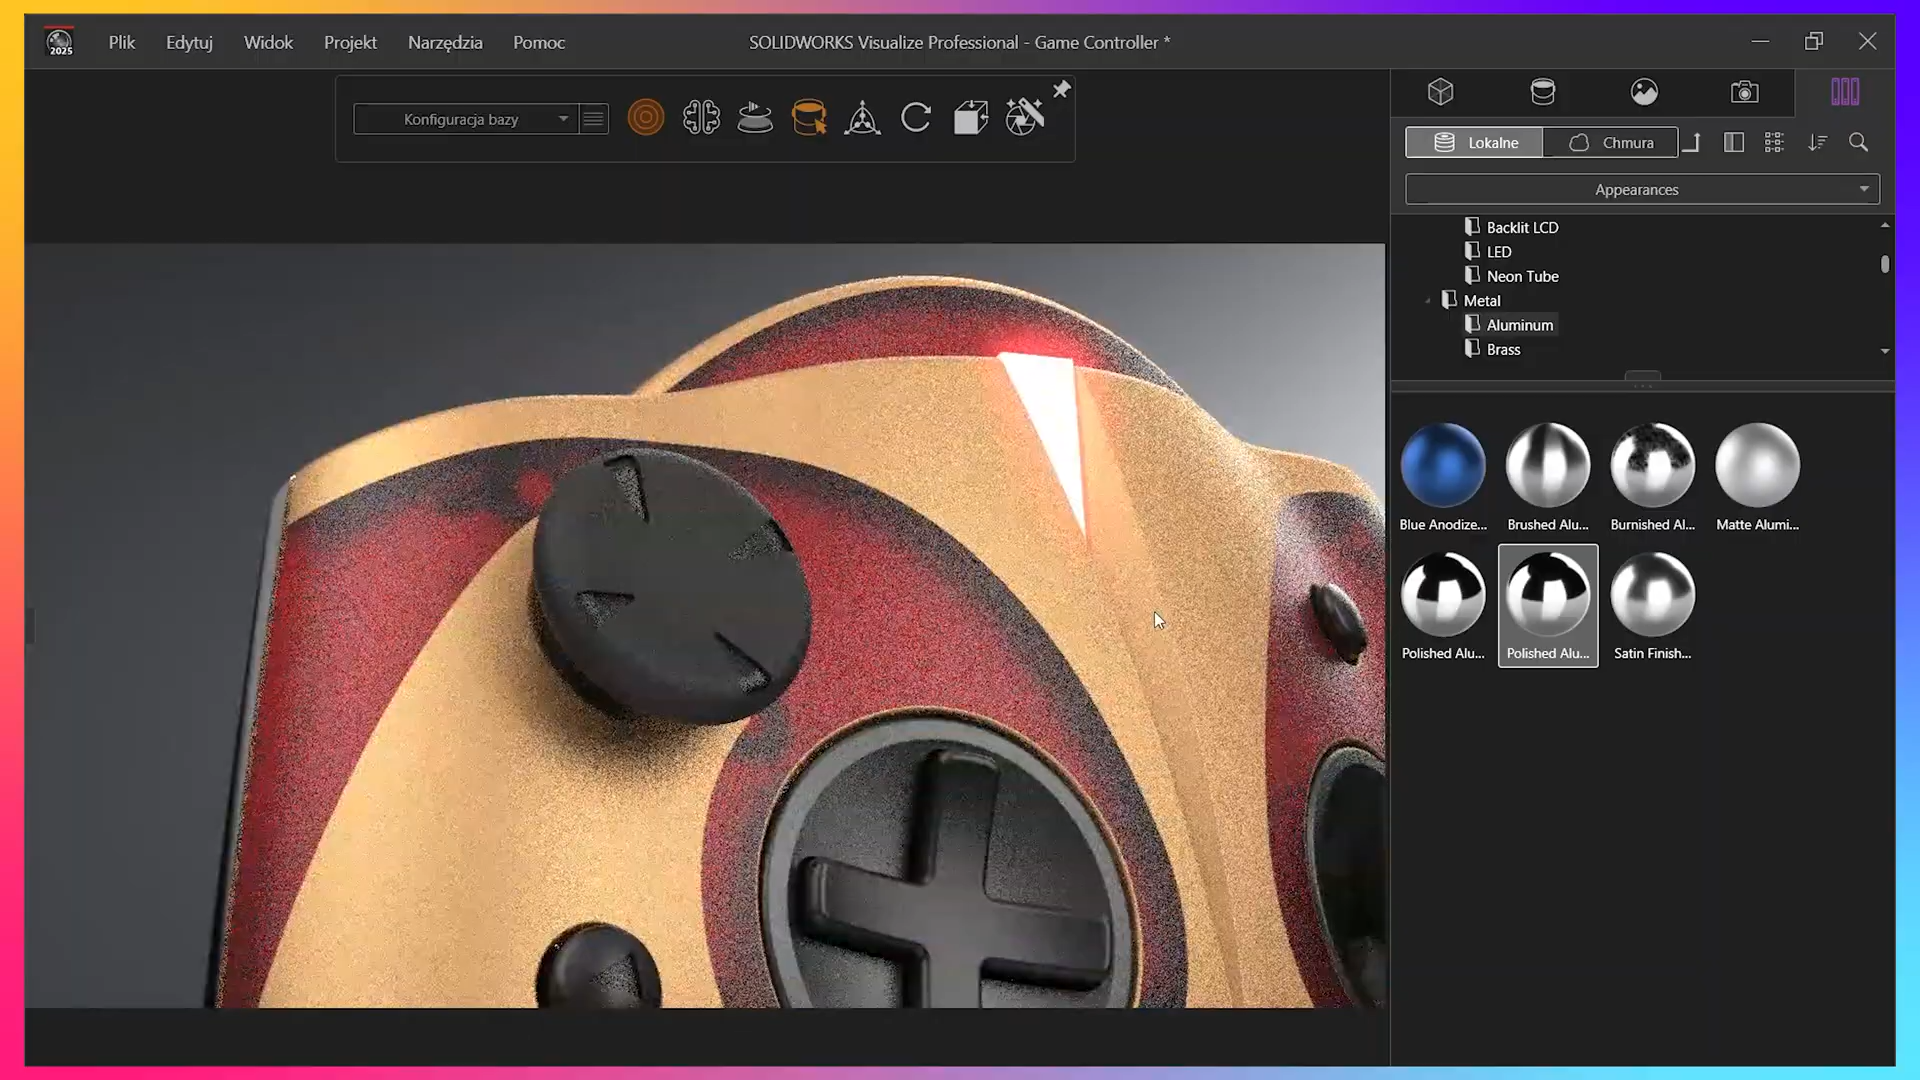 2025
Plik
Edytuj
Widok
Projekt
Narzędzia
Pomoc
SOLIDWORKS Visualize Professional - Game Controller *
Konfiguracja bazy
Lokalne
Chmura
Appearances
Backlit LCD
LED
Neon Tube
Metal
Aluminum
Brass
Blue Anodize...
Brushed Alu...
Burnished Al...
Matte Alumi...
Polished Alu...
Polished Alu...
Satin Finish...